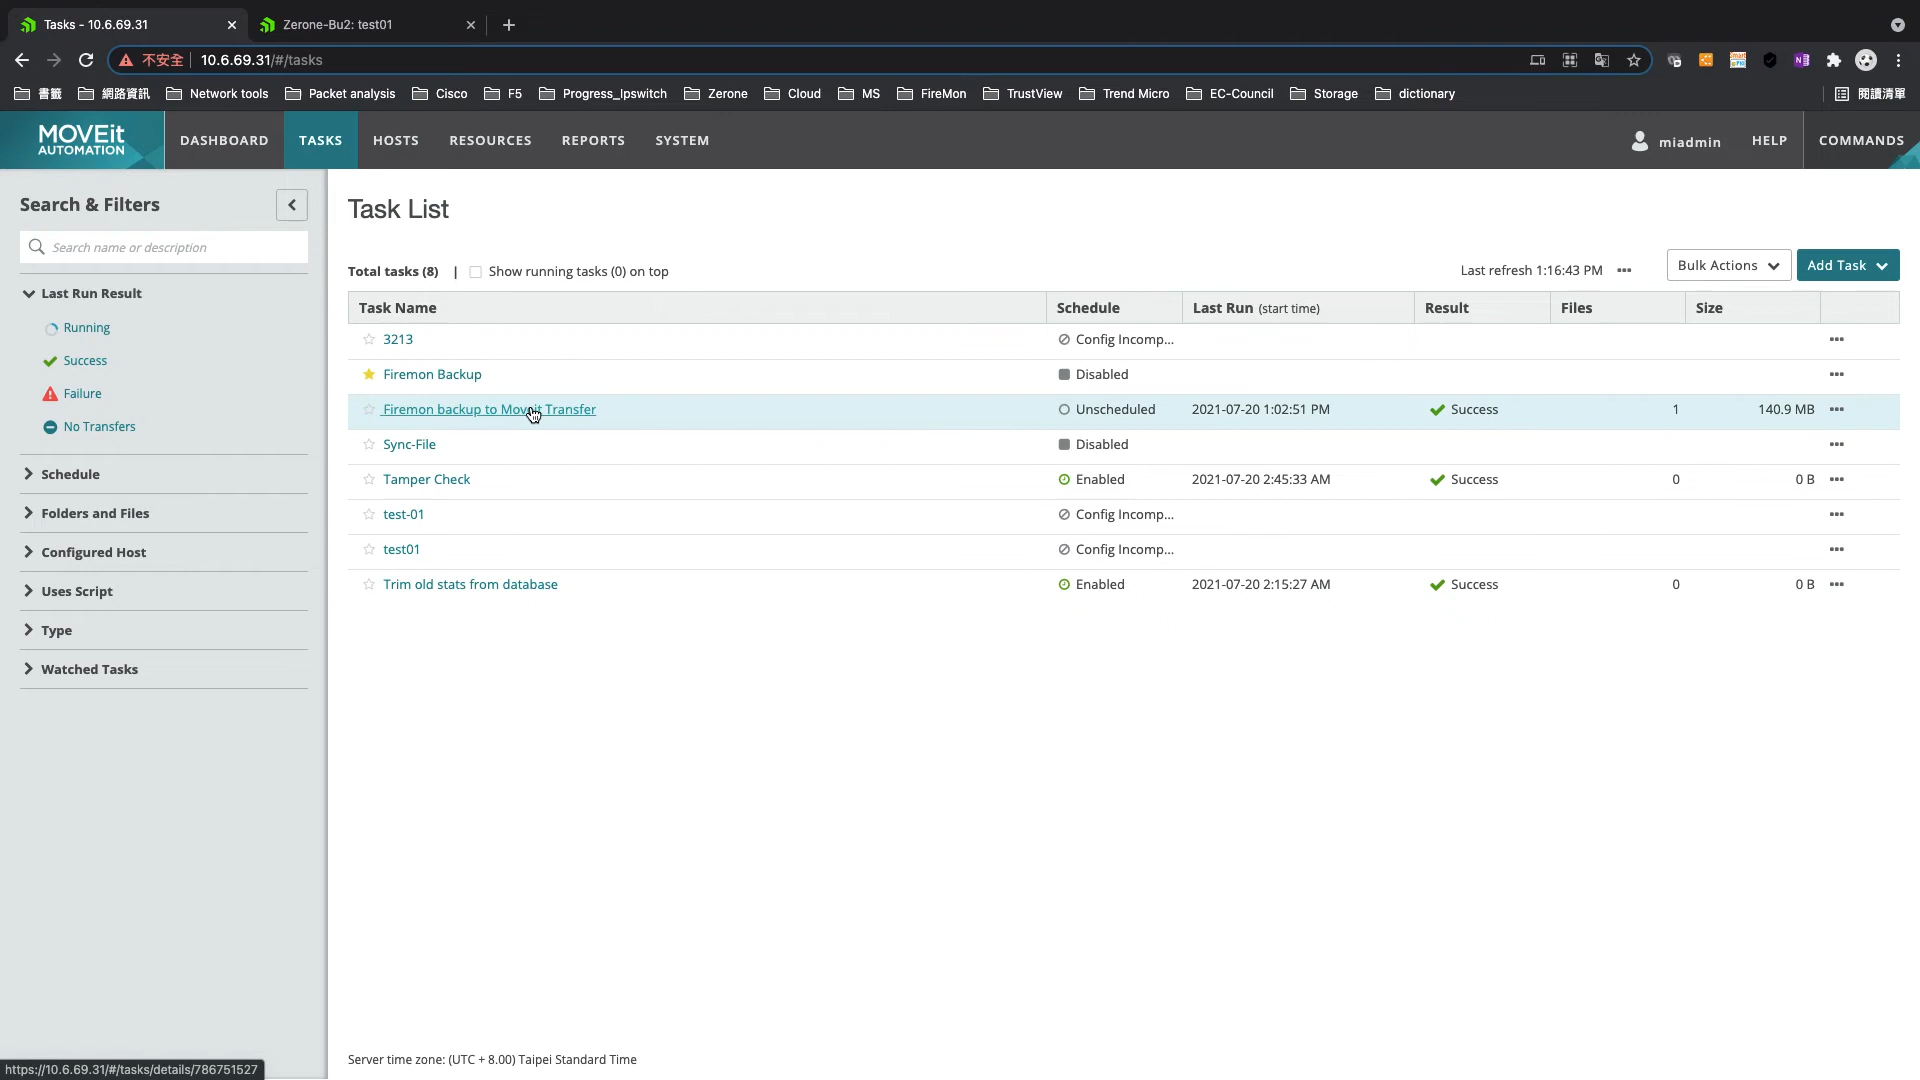 Tasks - 10.6.69.31
Zerone-Bu2: test01
不安全 10.6.69.31/#/tasks
書籤 網路資訊 Network tools Packet analysis Cisco F5 Progress_Ipswitch Zerone Cloud MS FireMon TrustView Trend Micro EC-Council Storage dictionary 閱讀清單
MOVEit
AUTOMATION
DASHBOARD TASKS HOSTS RESOURCES REPORTS SYSTEM miadmin HELP COMMANDS
Search & Filters
Search name or description
Last Run Result
Running
Success
Failure
No Transfers
Schedule
Folders and Files
Configured Host
Uses Script
Type
Watched Tasks
Task List
Total tasks (8) | Show running tasks (0) on top
Last refresh 1:16:43 PM
Bulk Actions
Add Task
Task Name Schedule Last Run (start time) Result Files Size
3213 Config Incomp...
Firemon Backup Disabled
Firemon backup to Moveit Transfer Unscheduled 2021-07-20 1:02:51 PM Success 1 140.9 MB
Sync-File Disabled
Tamper Check Enabled 2021-07-20 2:45:33 AM Success 0 0 B
test-01 Config Incomp...
test01 Config Incomp...
Trim old stats from database Enabled 2021-07-20 2:15:27 AM Success 0 0 B
Server time zone: (UTC + 8.00) Taipei Standard Time
https://10.6.69.31/#/tasks/details/786751527